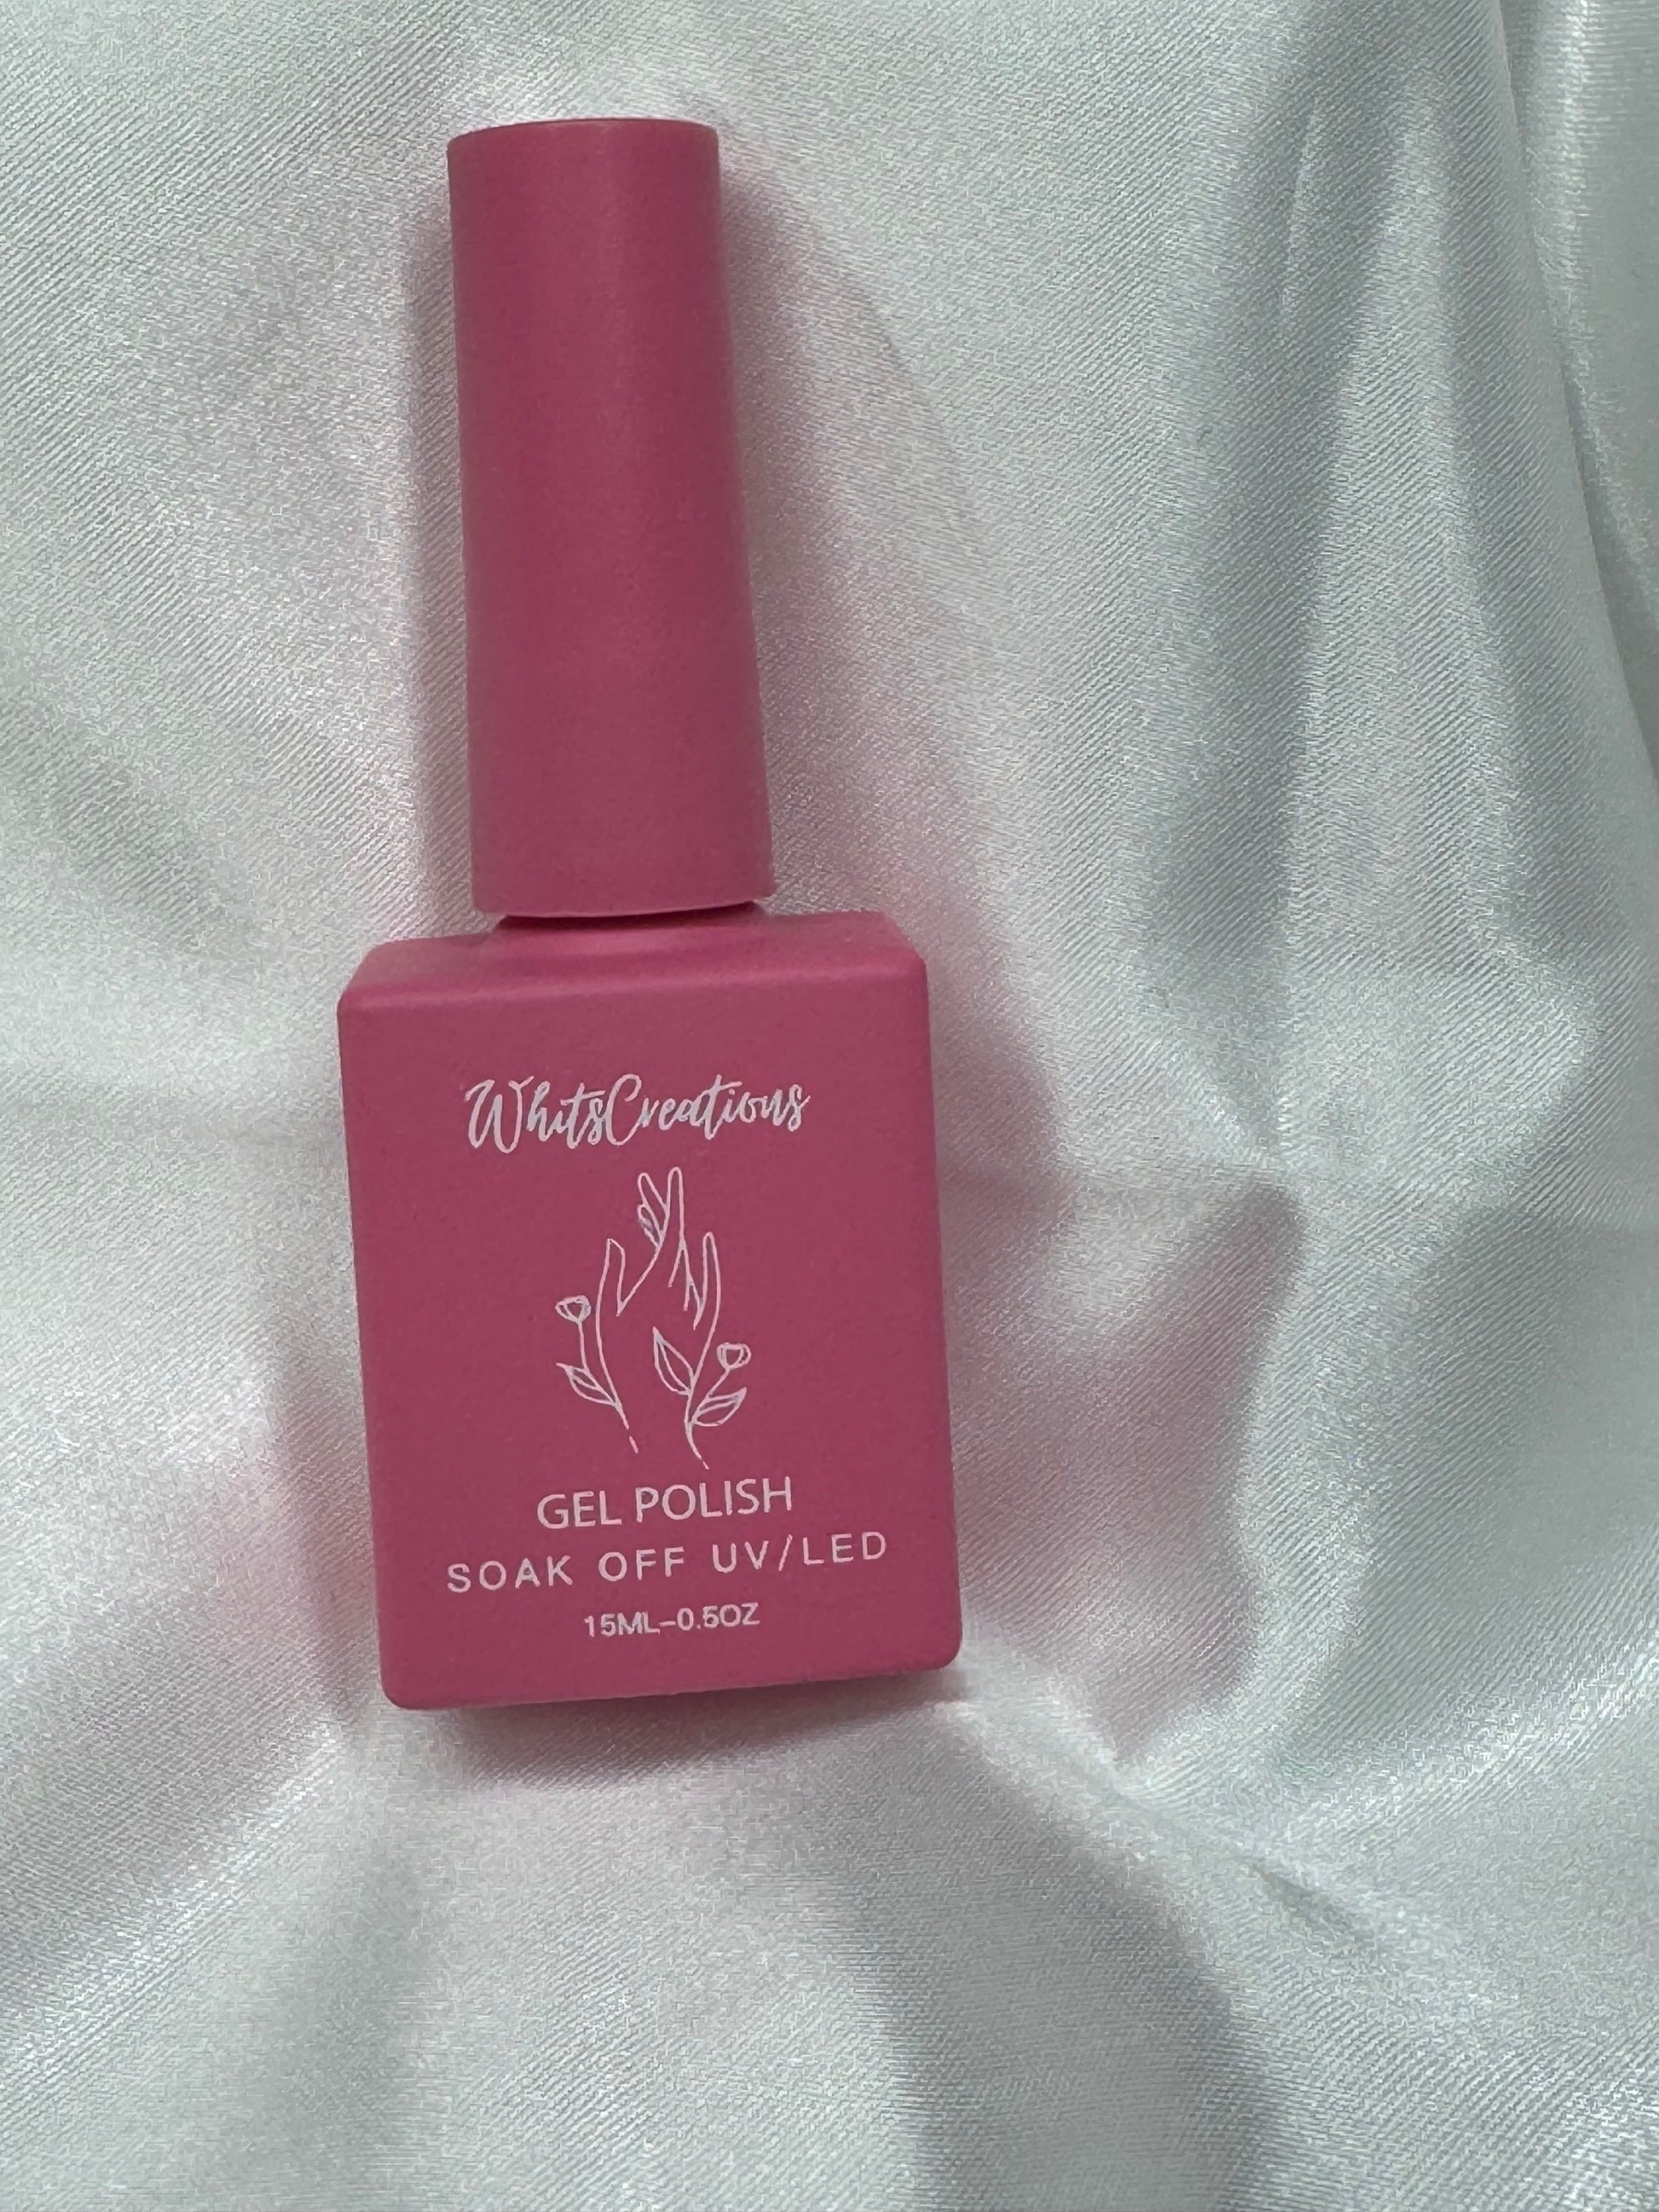 WhitsCreations
GEL POLISH
SOAK OFF UV/LED
15ML-0.5OZ